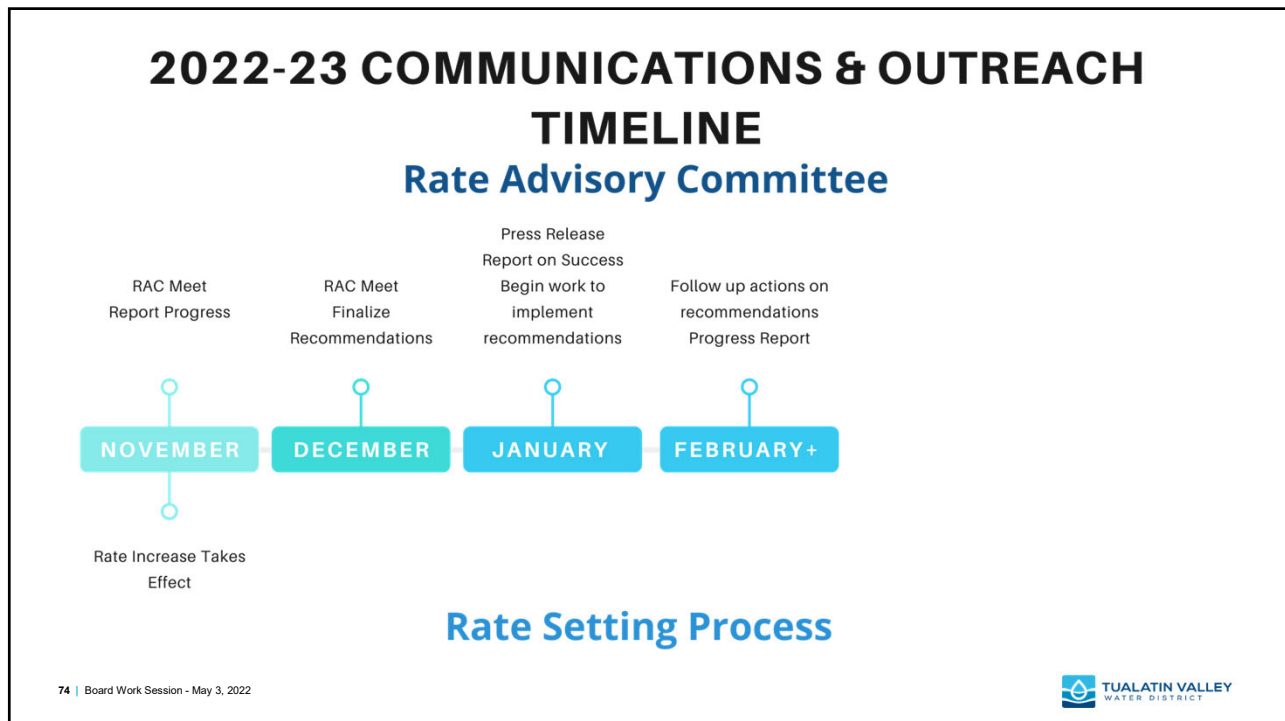 2022-23 COMMUNICATIONS & OUTREACH
TIMELINE
Rate Advisory Committee
RAC Meet
Report Progress
RAC Meet
Finalize
Recommendations
Press Release
Report on Success
Begin work to
implement
recommendations
Follow up actions on
recommendations
Progress Report
NOVEMBER
DECEMBER
JANUARY
FEBRUARY+
Rate Increase Takes
Effect
Rate Setting Process
74 | Board Work Session - May 3, 2022
TUALATIN VALLEY
WATER DISTRICT